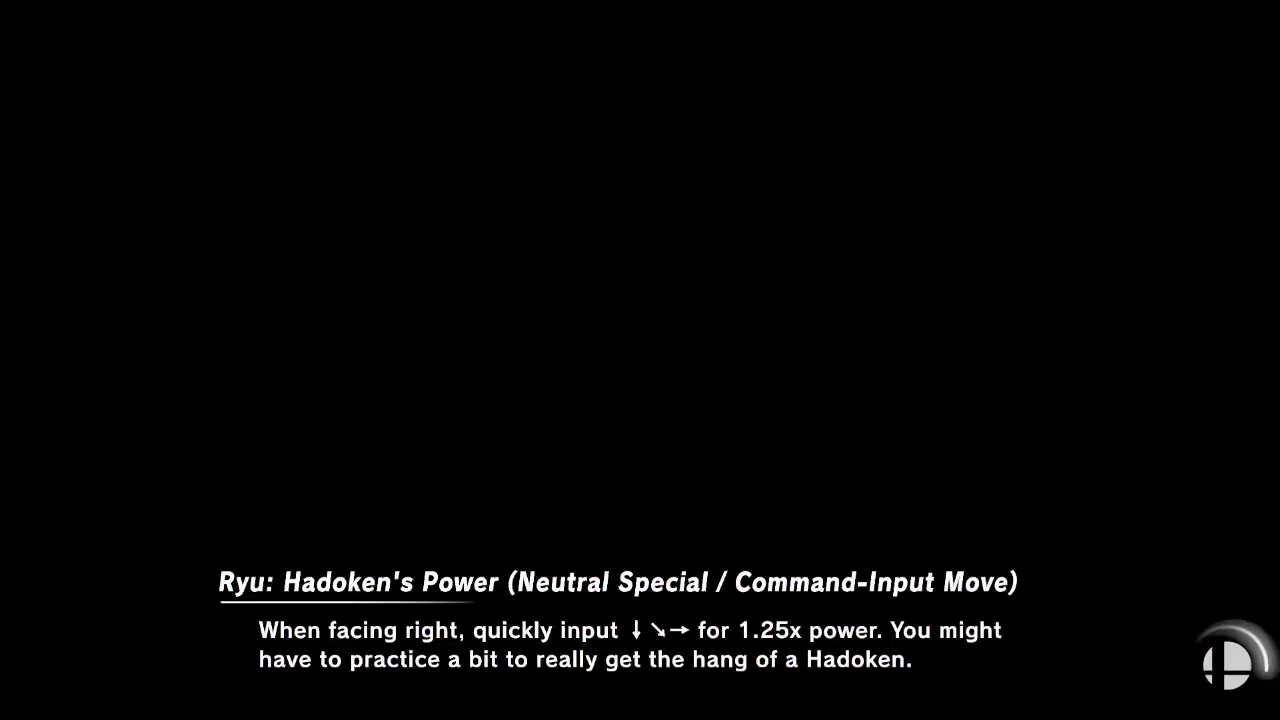 Ryu: Hadoken's Power (Neutral Special / Command-Input Move)
When facing right, quickly input ↓↘→ for 1.25x power. You might
have to practice a bit to really get the hang of a Hadoken.